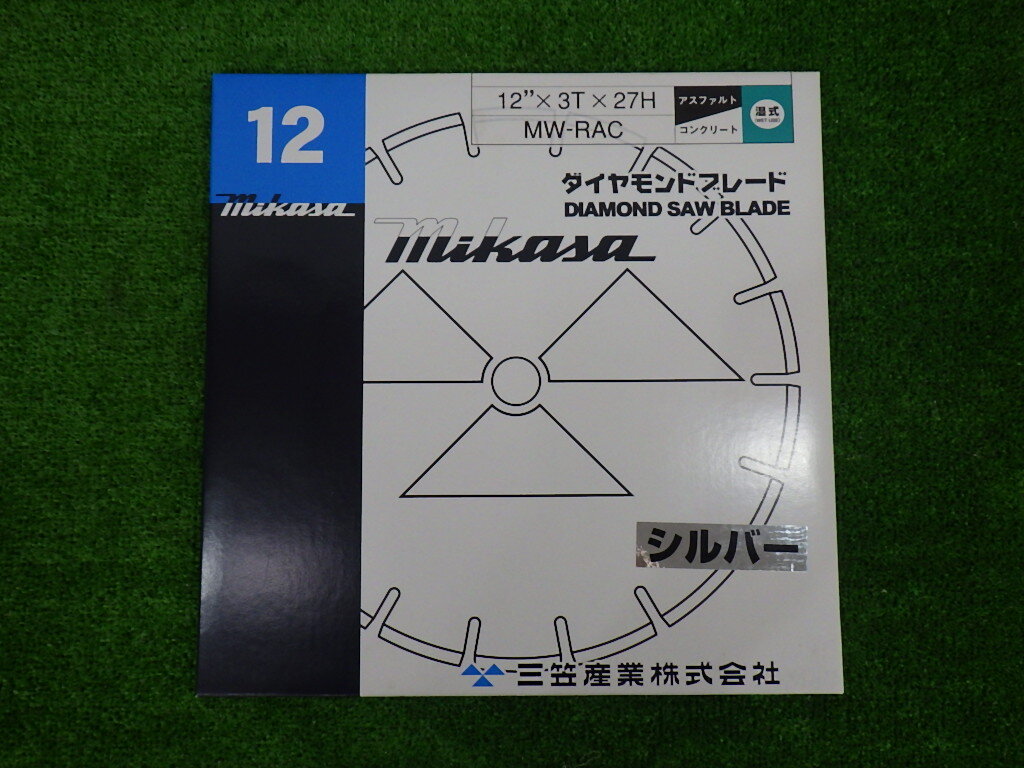 12
mikasa
12”×3T×27H
MW-RAC
アスファルト
コンクリート
湿式
(WET USE)
ダイヤモンドブレード
DIAMOND SAW BLADE
mikasa
シルバー
三笠産業株式会社